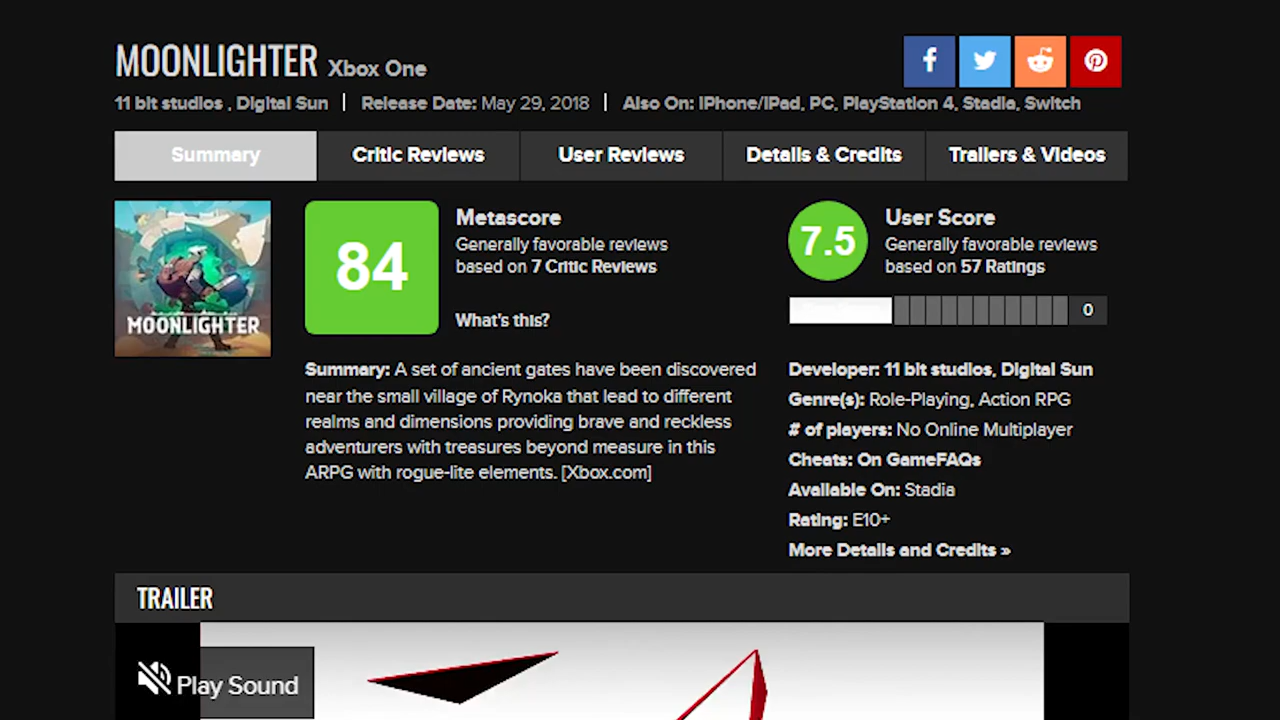 MOONLIGHTER Xbox One
11 bit studios , Digital Sun | Release Date: May 29, 2018 | Also On: iPhone/iPad, PC, PlayStation 4, Stadia, Switch
Summary Critic Reviews User Reviews Details & Credits Trailers & Videos
MOONLIGHTER
84
Metascore
Generally favorable reviews
based on 7 Critic Reviews
What's this?
7.5
User Score
Generally favorable reviews
based on 57 Ratings
0
Summary: A set of ancient gates have been discovered
near the small village of Rynoka that lead to different
realms and dimensions providing brave and reckless
adventurers with treasures beyond measure in this
ARPG with rogue-lite elements. [Xbox.com]
Developer: 11 bit studios, Digital Sun
Genre(s): Role-Playing, Action RPG
# of players: No Online Multiplayer
Cheats: On GameFAQs
Available On: Stadia
Rating: E10+
More Details and Credits »
TRAILER
Play Sound